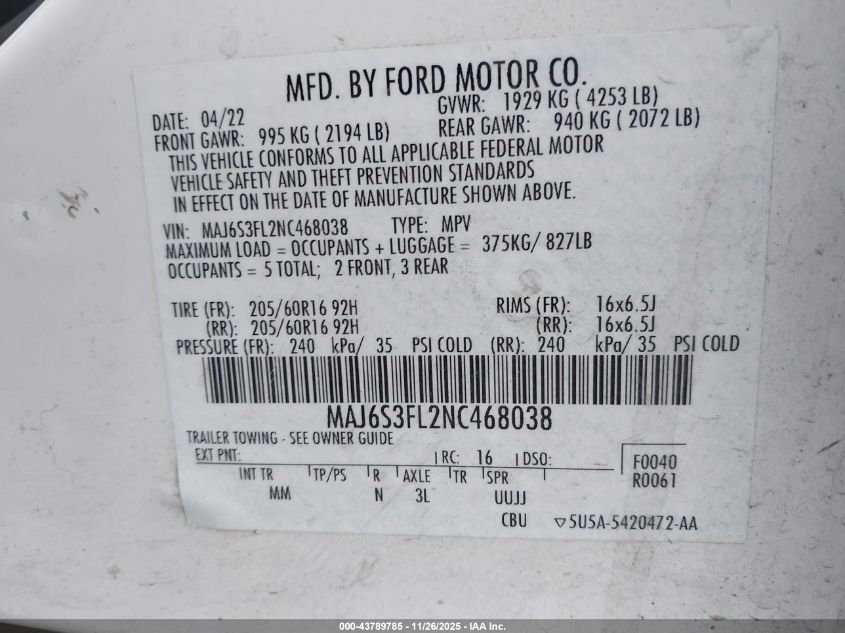 MFD. BY FORD MOTOR CO.
DATE: 04/22 GVWR: 1929 KG ( 4253 LB)
FRONT GAWR: 995 KG ( 2194 LB) REAR GAWR: 940 KG ( 2072 LB)
THIS VEHICLE CONFORMS TO ALL APPLICABLE FEDERAL MOTOR
VEHICLE SAFETY AND THEFT PREVENTION STANDARDS
IN EFFECT ON THE DATE OF MANUFACTURE SHOWN ABOVE.
VIN: MAJ6S3FL2NC468038 TYPE: MPV
MAXIMUM LOAD = OCCUPANTS + LUGGAGE = 375KG/ 827LB
OCCUPANTS = 5 TOTAL; 2 FRONT, 3 REAR
TIRE (FR): 205/60R16 92H RIMS (FR): 16x6.5J
(RR): 205/60R16 92H (RR): 16x6.5J
PRESSURE (FR): 240 kPa/ 35 PSI COLD (RR): 240 kPa/ 35 PSI COLD
MAJ6S3FL2NC468038
TRAILER TOWING - SEE OWNER GUIDE
EXT PNT: RC: 16 DSO: F0040
INT TR TP/PS R AXLE TR SPR R0061
MM N 3L UUJJ
CBU ▽5U5A-5420472-AA
000-43789785 - 11/26/2025 - IAA Inc.